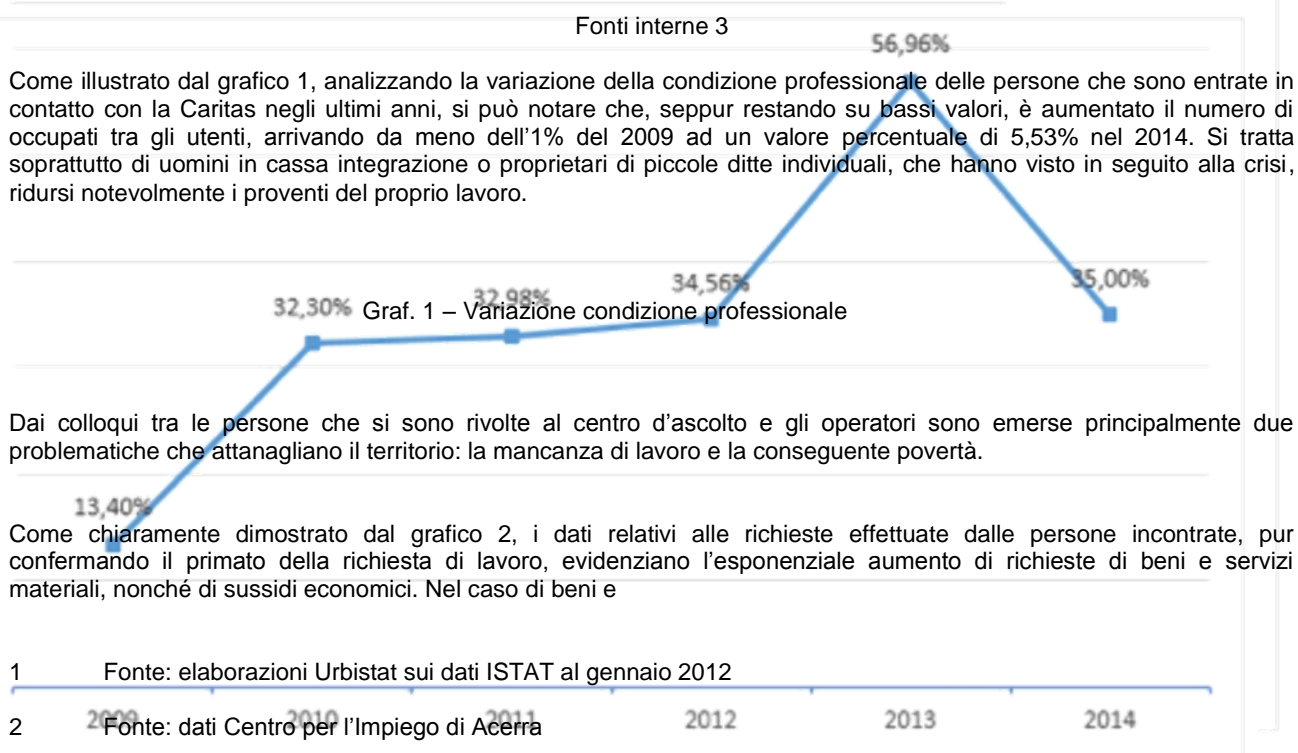 Fonti interne 3
56,96%
Come illustrato dal grafico 1, analizzando la variazione della condizione professionale delle persone che sono entrate in
contatto con la Caritas negli ultimi anni, si può notare che, seppur restando su bassi valori, è aumentato il numero di
occupati tra gli utenti, arrivando da meno dell'1% del 2009 ad un valore percentuale di 5,53% nel 2014. Si tratta
soprattutto di uomini in cassa integrazione o proprietari di piccole ditte individuali, che hanno visto in seguito alla crisi,
ridursi notevolmente i proventi del proprio lavoro.
34,56%
35,00%
32,30%
32,98%
Graf. 1 – Variazione condizione professionale
Dai colloqui tra le persone che si sono rivolte al centro d'ascolto e gli operatori sono emerse principalmente due
problematiche che attanagliano il territorio: la mancanza di lavoro e la conseguente povertà.
13,40%
Come chiaramente dimostrato dal grafico 2, i dati relativi alle richieste effettuate dalle persone incontrate, pur
confermando il primato della richiesta di lavoro, evidenziano l'esponenziale aumento di richieste di beni e servizi
materiali, nonché di sussidi economici. Nel caso di beni e
1 Fonte: elaborazioni Urbistat sui dati ISTAT al gennaio 2012
2 Fonte: dati Centro per l'Impiego di Acerra
2009 2010 2011 2012 2013 2014